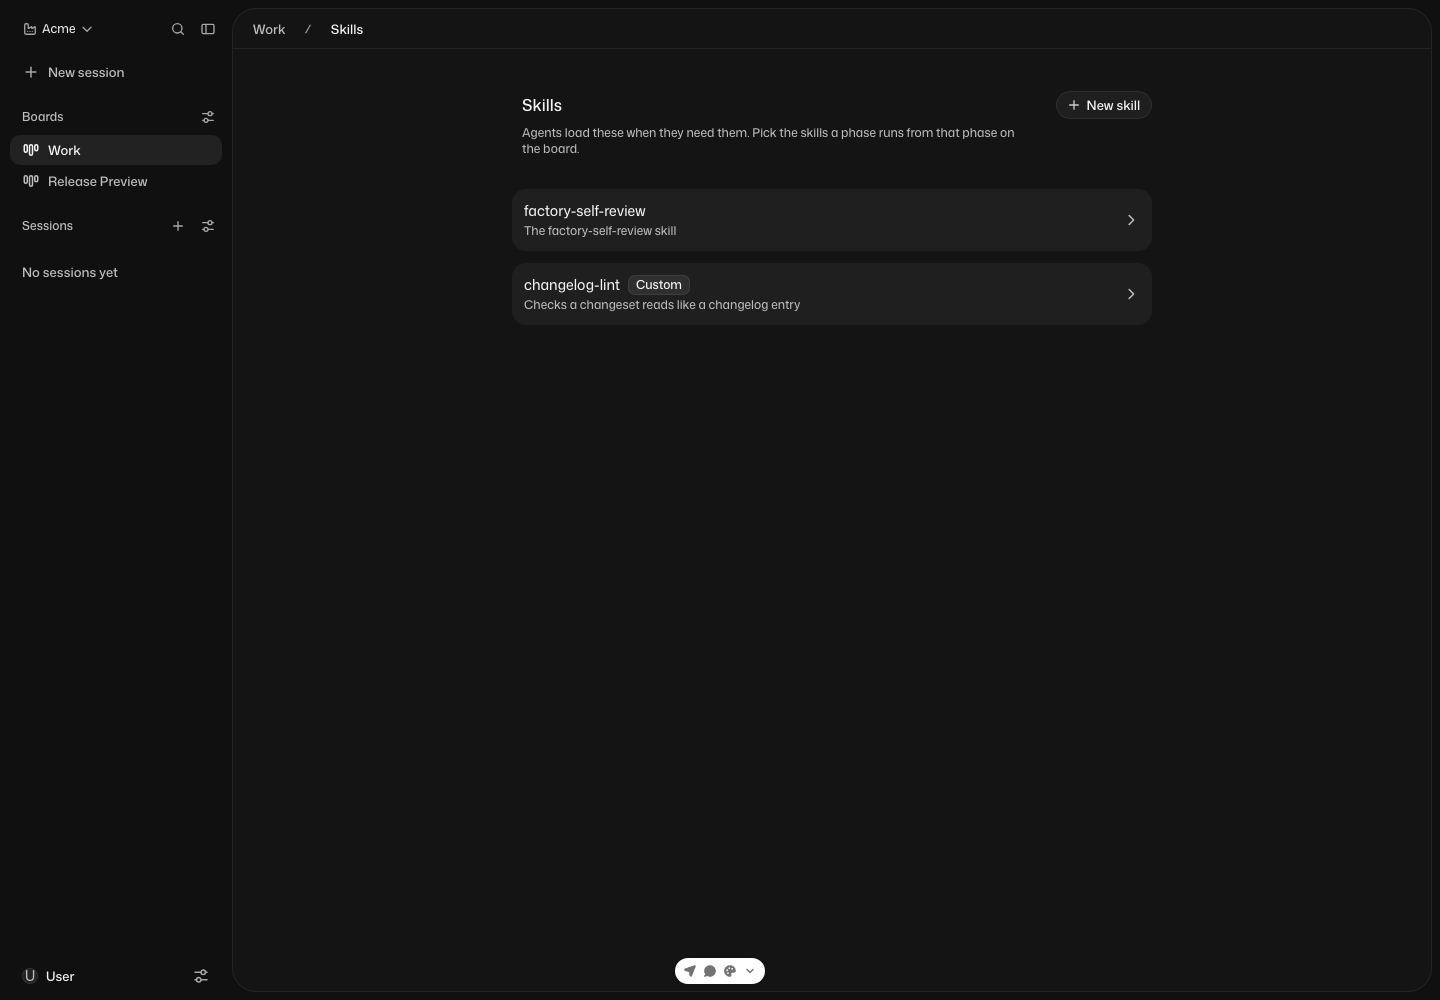 Acme
New session
Boards
Work
Release Preview
Sessions
No sessions yet
U User
Work / Skills
Skills
New skill
Agents load these when they need them. Pick the skills a phase runs from that phase on
the board.
factory-self-review
The factory-self-review skill
changelog-lint Custom
Checks a changeset reads like a changelog entry